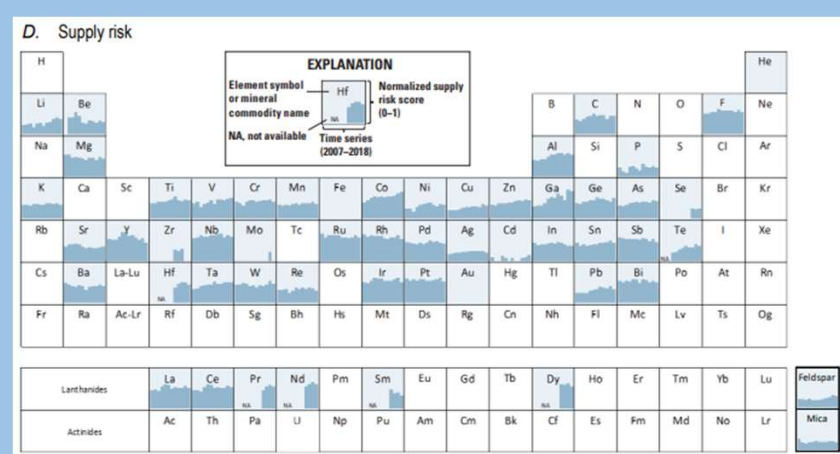 D. Supply risk
EXPLANATION
Element symbol
or mineral
commodity name
NA, not available
Hf
NA
Normalized supply
risk score
(0–1)
Time series
(2007–2018)
H He
Li Be B C N O F Ne
Na Mg Al Si P S Cl Ar
K Ca Sc Ti V Cr Mn Fe Co Ni Cu Zn Ga Ge As Se Br Kr
Rb Sr Y Zr Nb Mo Tc Ru Rh Pd Ag Cd In Sn Sb Te I Xe
NA
Cs Ba La-Lu Hf Ta W Re Os Ir Pt Au Hg Tl Pb Bi Po At Rn
NA
Fr Ra Ac-Lr Rf Db Sg Bh Hs Mt Ds Rg Cn Nh Fl Mc Lv Ts Og
Lanthanides La Ce Pr Nd Pm Sm Eu Gd Tb Dy Ho Er Tm Yb Lu Feldspar
NA NA NA NA
Actinides Ac Th Pa U Np Pu Am Cm Bk Cf Es Fm Md No Lr Mica